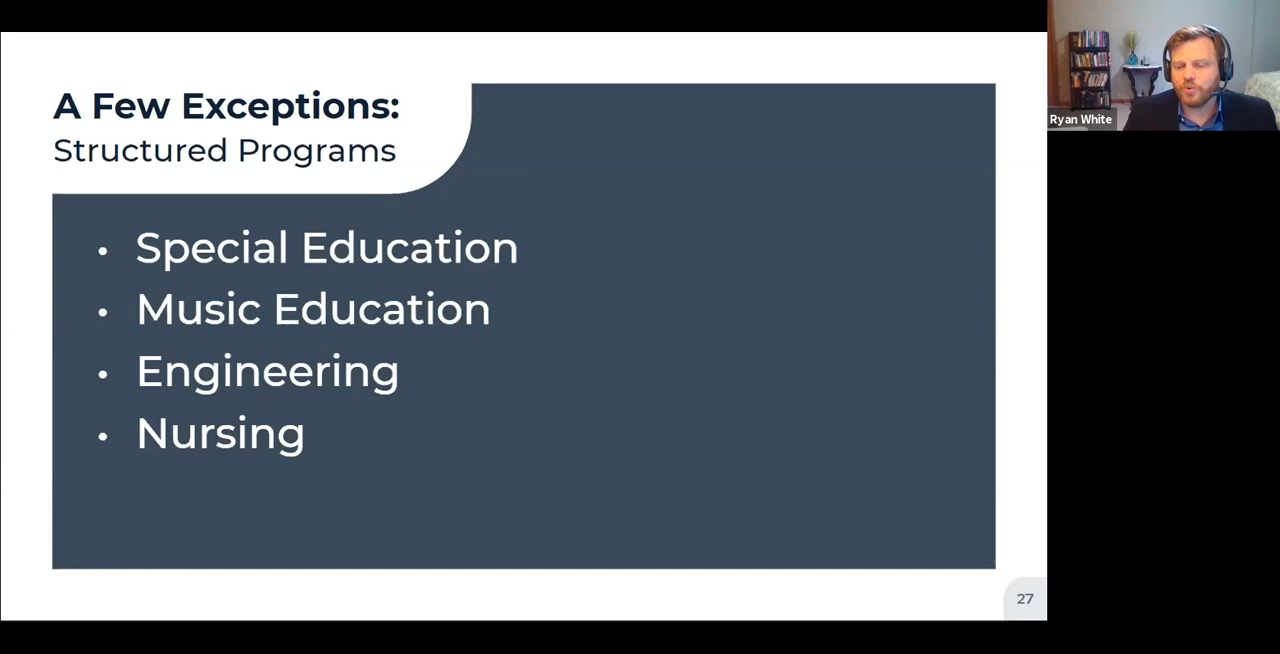 A Few Exceptions:
Structured Programs
• Special Education
• Music Education
• Engineering
• Nursing
27
Ryan White